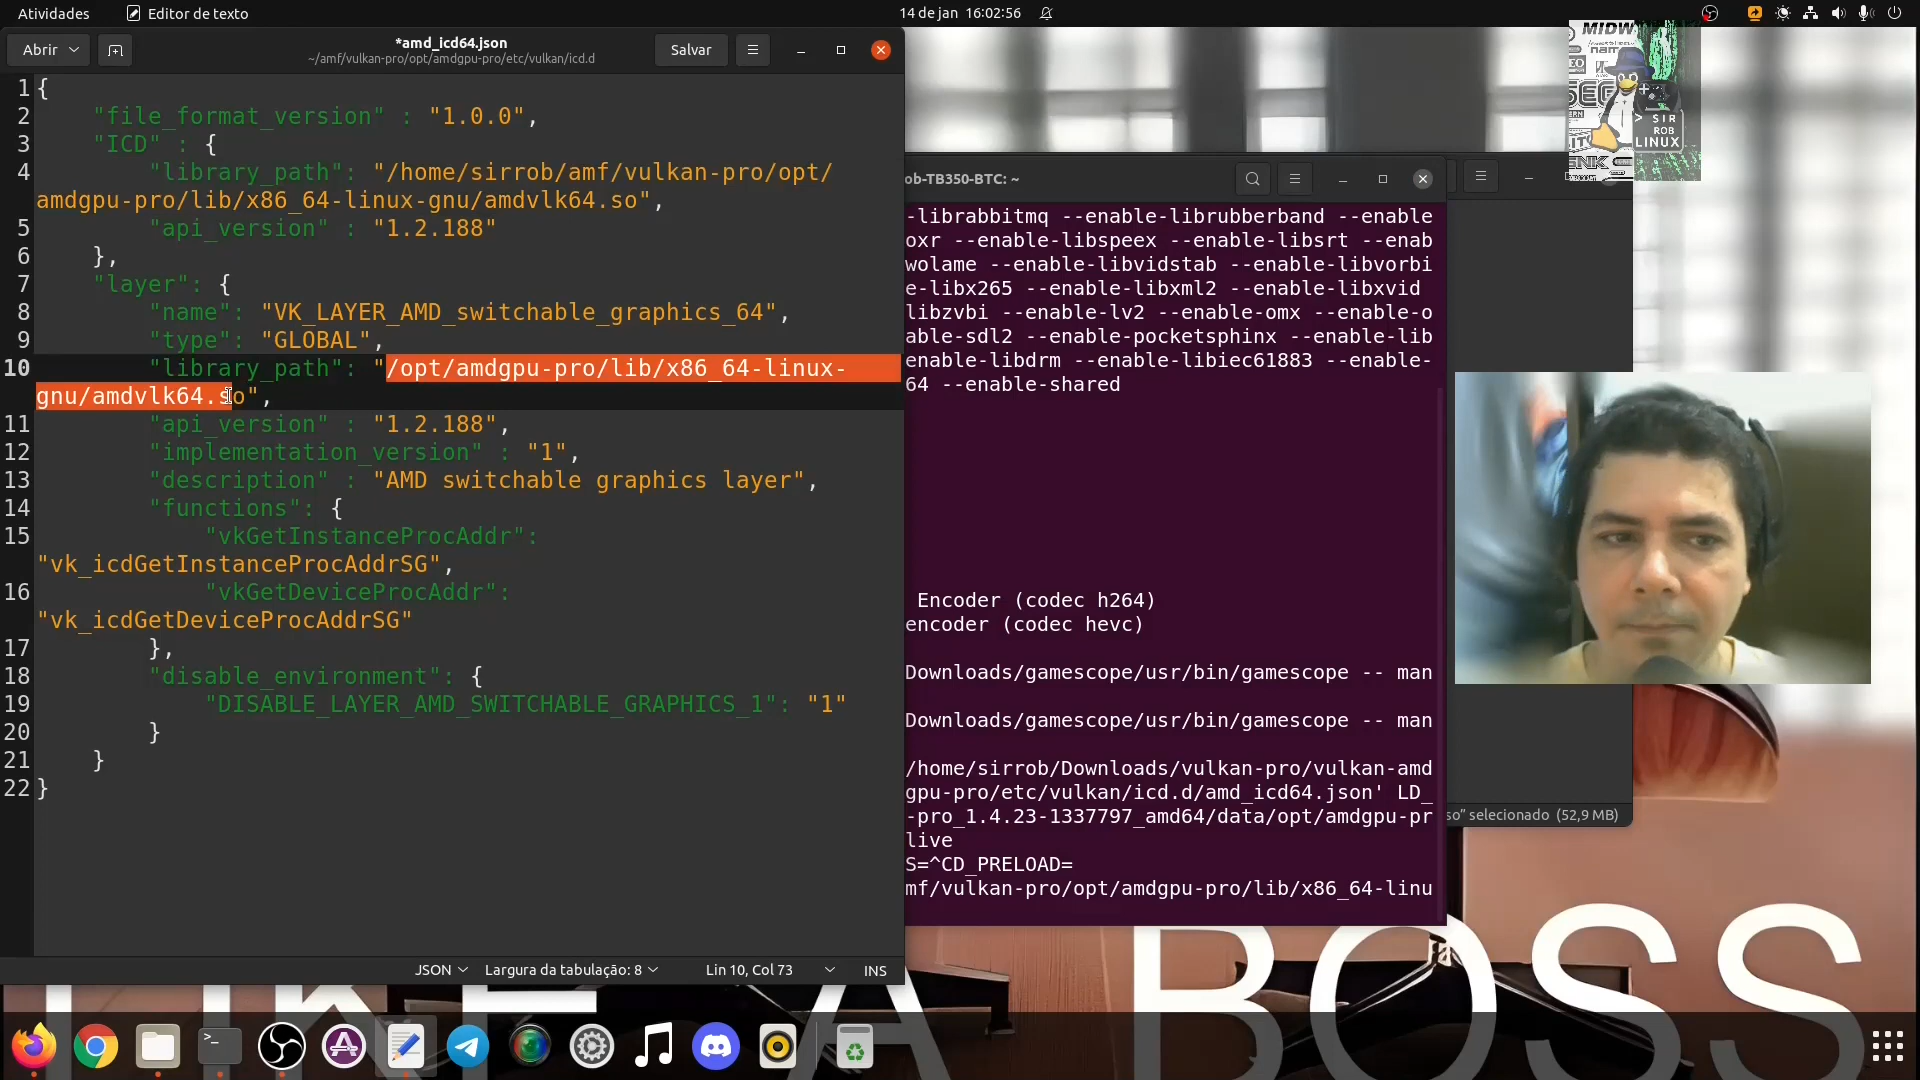 Atividades
Editor de texto
14 de jan 16:02:56
Abrir
*amd_icd64.json
~/amf/vulkan-pro/opt/amdgpu-pro/etc/vulkan/icd.d
Salvar
1 {
2 "file_format_version" : "1.0.0",
3 "ICD" : {
4 "library_path": "/home/sirrob/amf/vulkan-pro/opt/
amdgpu-pro/lib/x86_64-linux-gnu/amdvlk64.so",
5 "api_version" : "1.2.188"
6 },
7 "layer": {
8 "name": "VK_LAYER_AMD_switchable_graphics_64",
9 "type": "GLOBAL",
10 "library_path": "/opt/amdgpu-pro/lib/x86_64-linux-
gnu/amdvlk64.so",
11 "api_version" : "1.2.188",
12 "implementation_version" : "1",
13 "description" : "AMD switchable graphics layer",
14 "functions": {
15 "vkGetInstanceProcAddr":
"vk_icdGetInstanceProcAddrSG",
16 "vkGetDeviceProcAddr":
"vk_icdGetDeviceProcAddrSG"
17 },
18 "disable_environment": {
19 "DISABLE_LAYER_AMD_SWITCHABLE_GRAPHICS_1": "1"
20 }
21 }
22 }
JSON
Largura da tabulação: 8
Lin 10, Col 73
INS
ob-TB350-BTC: ~
-librabbitmq --enable-librubberband --enable
oxr --enable-libspeex --enable-libsrt --enab
wolame --enable-libvidstab --enable-libvorbi
e-libx265 --enable-libxml2 --enable-libxvid
libzvbi --enable-lv2 --enable-omx --enable-o
able-sdl2 --enable-pocketsphinx --enable-lib
enable-libdrm --enable-libiec61883 --enable-
64 --enable-shared
Encoder (codec h264)
encoder (codec hevc)
Downloads/gamescope/usr/bin/gamescope -- man
Downloads/gamescope/usr/bin/gamescope -- man
/home/sirrob/Downloads/vulkan-pro/vulkan-amd
gpu-pro/etc/vulkan/icd.d/amd_icd64.json' LD_
-pro_1.4.23-1337797_amd64/data/opt/amdgpu-pr
live
S=^CD_PRELOAD=
mf/vulkan-pro/opt/amdgpu-pro/lib/x86_64-linu
so" selecionado (52,9 MB)
MIDW
> SIR
ROB
LINUX
A BOSS